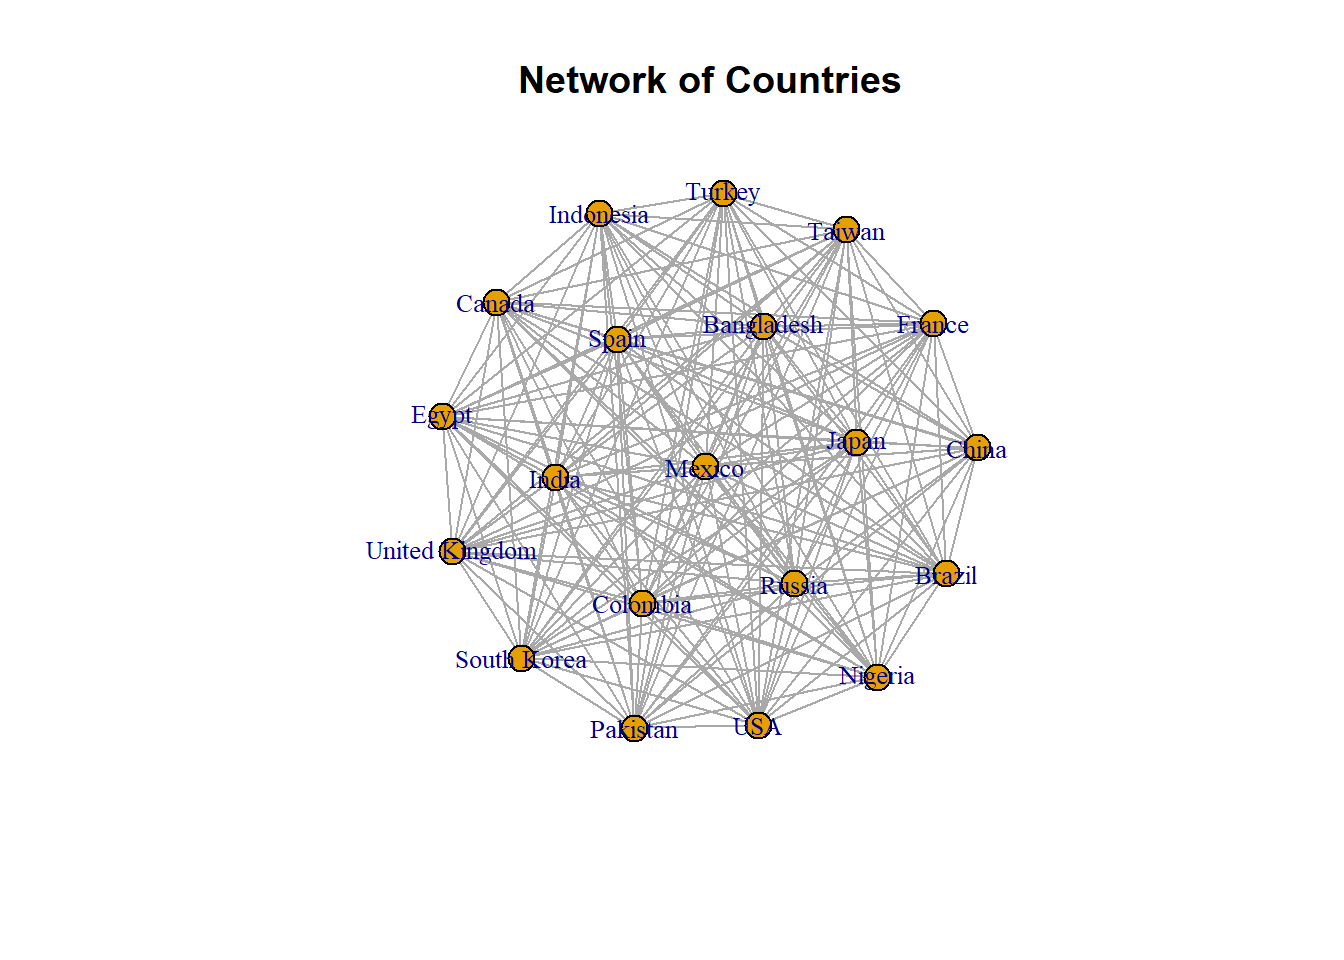 Network of Countries
Turkey
Indonesia
Taiwan
Canada
Bangladesh
France
Spain
Egypt
Japan
China
Mexico
India
United Kingdom
Brazil
Russia
Colombia
South Korea
Nigeria
Pakistan
USA